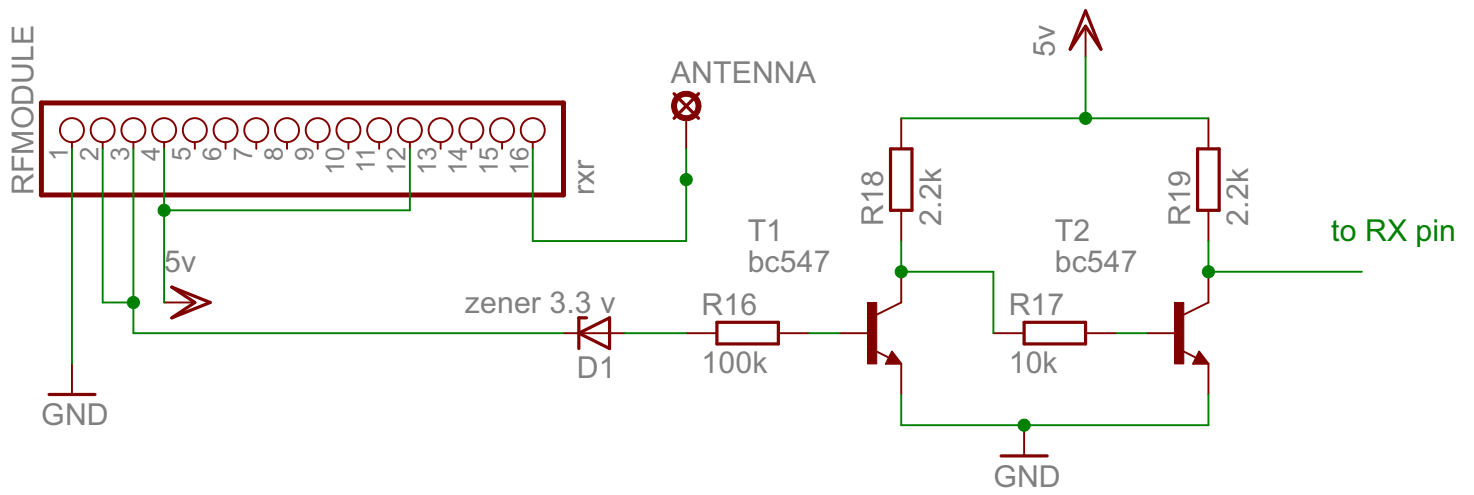 RFMODULE
1
2
3
4
5
6
7
8
9
10
11
12
13
14
15
16
rxr
ANTENNA
5v
5v
GND
zener 3.3 v
D1
R16
100k
T1
bc547
R18
2.2k
R17
10k
T2
bc547
R19
2.2k
to RX pin
GND